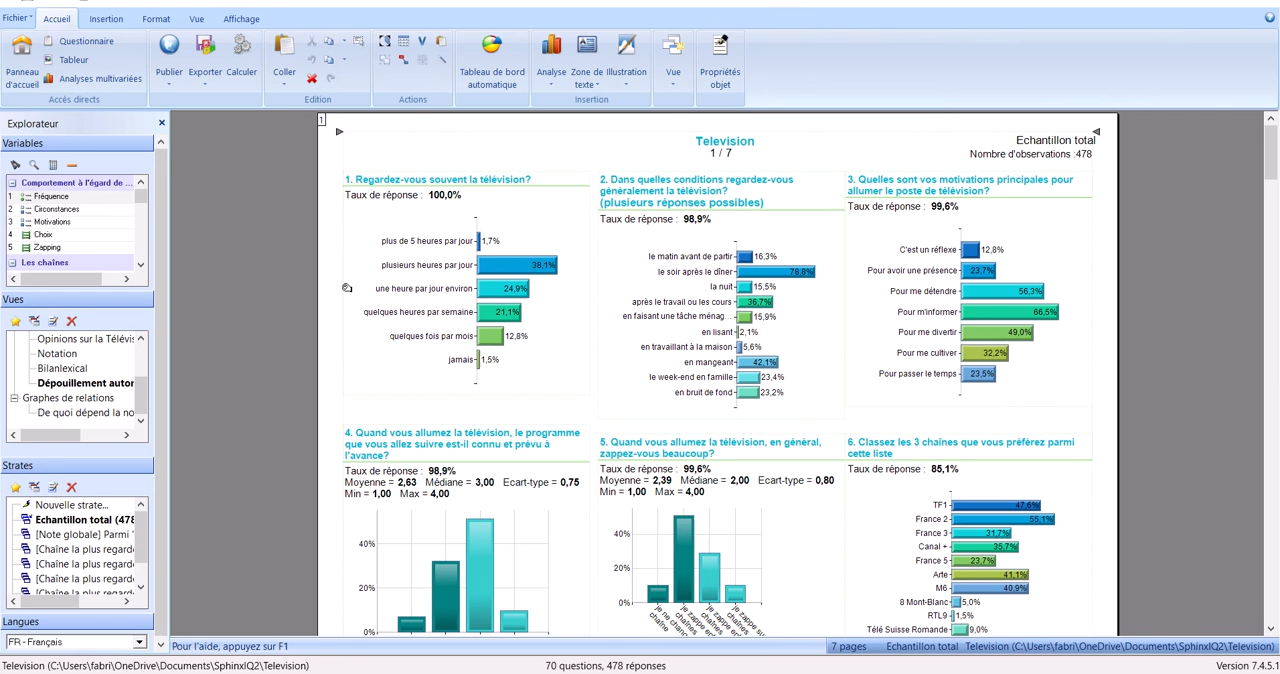 Fichier
Accueil
Insertion
Format
Vue
Affichage
Questionnaire
Tableur
Analyses multivariées
Panneau
d'accueil
Accès directs
Publier
Exporter
Calculer
Coller
Edition
Actions
Tableau de bord
automatique
Analyse
Zone de
texte
Illustration
Insertion
Vue
Propriétés
objet
Explorateur
Variables
Comportement à l'égard de ...
1 Fréquence
2 Circonstances
3 Motivations
4 Choix
5 Zapping
Les chaînes
Vues
Opinions sur la Télévis
Notation
Bilanlexical
Dépouillement autor
Graphes de relations
De quoi dépend la no
Strates
Nouvelle strate...
Echantillon total (478
[Note globale] Parmi
[Chaîne la plus regard
[Chaîne la plus regard
[Chaîne la plus regard
Langues
FR - Français
1
Television
1 / 7
Echantillon total
Nombre d'observations :478
1. Regardez-vous souvent la télévision?
Taux de réponse : 100,0%
plus de 5 heures par jour 1,7%
plusieurs heures par jour 38,1%
une heure par jour environ 24,9%
quelques heures par semaine 21,1%
quelques fois par mois 12,8%
jamais 1,5%
2. Dans quelles conditions regardez-vous
généralement la télévision?
(plusieurs réponses possibles)
Taux de réponse : 98,9%
le matin avant de partir 16,3%
le soir après le dîner 78,8%
la nuit 15,5%
après le travail ou les cours 36,7%
en faisant une tâche ménag... 15,9%
en lisant 2,1%
en travaillant à la maison 5,6%
en mangeant 42,1%
le week-end en famille 23,4%
en bruit de fond 23,2%
3. Quelles sont vos motivations principales pour
allumer le poste de télévision?
Taux de réponse : 99,6%
C'est un réflexe 12,8%
Pour avoir une présence 23,7%
Pour me détendre 56,3%
Pour m'informer 66,5%
Pour me divertir 49,0%
Pour me cultiver 32,2%
Pour passer le temps 23,5%
4. Quand vous allumez la télévision, le programme
que vous allez suivre est-il connu et prévu à
l'avance?
Taux de réponse : 98,9%
Moyenne = 2,63 Médiane = 3,00 Ecart-type = 0,75
Min = 1,00 Max = 4,00
40%
20%
0%
5. Quand vous allumez la télévision, en général,
zappez-vous beaucoup?
Taux de réponse : 99,6%
Moyenne = 2,39 Médiane = 2,00 Ecart-type = 0,80
Min = 1,00 Max = 4,00
40%
20%
0%
6. Classez les 3 chaînes que vous préférez parmi
cette liste
Taux de réponse : 85,1%
TF1 47,6%
France 2 55,1%
France 3 31,7%
Canal + 35,7%
France 5 23,7%
Arte 41,1%
M6 40,9%
8 Mont-Blanc 5,0%
RTL9 1,5%
Télé Suisse Romande 9,0%
Pour l'aide, appuyez sur F1
7 pages Echantillon total Television (C:\Users\fabri\OneDrive\Documents\SphinxIQ2\Television)
Television (C:\Users\fabri\OneDrive\Documents\SphinxIQ2\Television)
70 questions, 478 réponses
Version 7.4.5.1